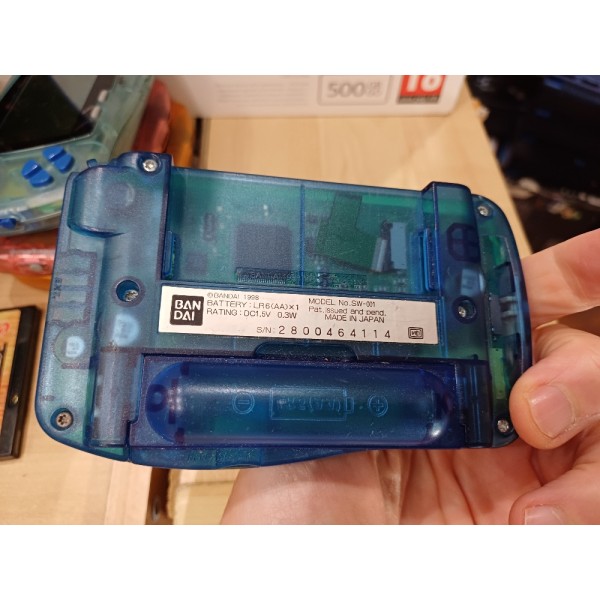 500
18
BAN
DAI
©BANDAI 1998
BATTERY: LR6(AA)×1
RATING: DC1.5V 0.3W
MODEL No.SW-001
Pat. issued and pend.
MADE IN JAPAN
S/N: 2800464114